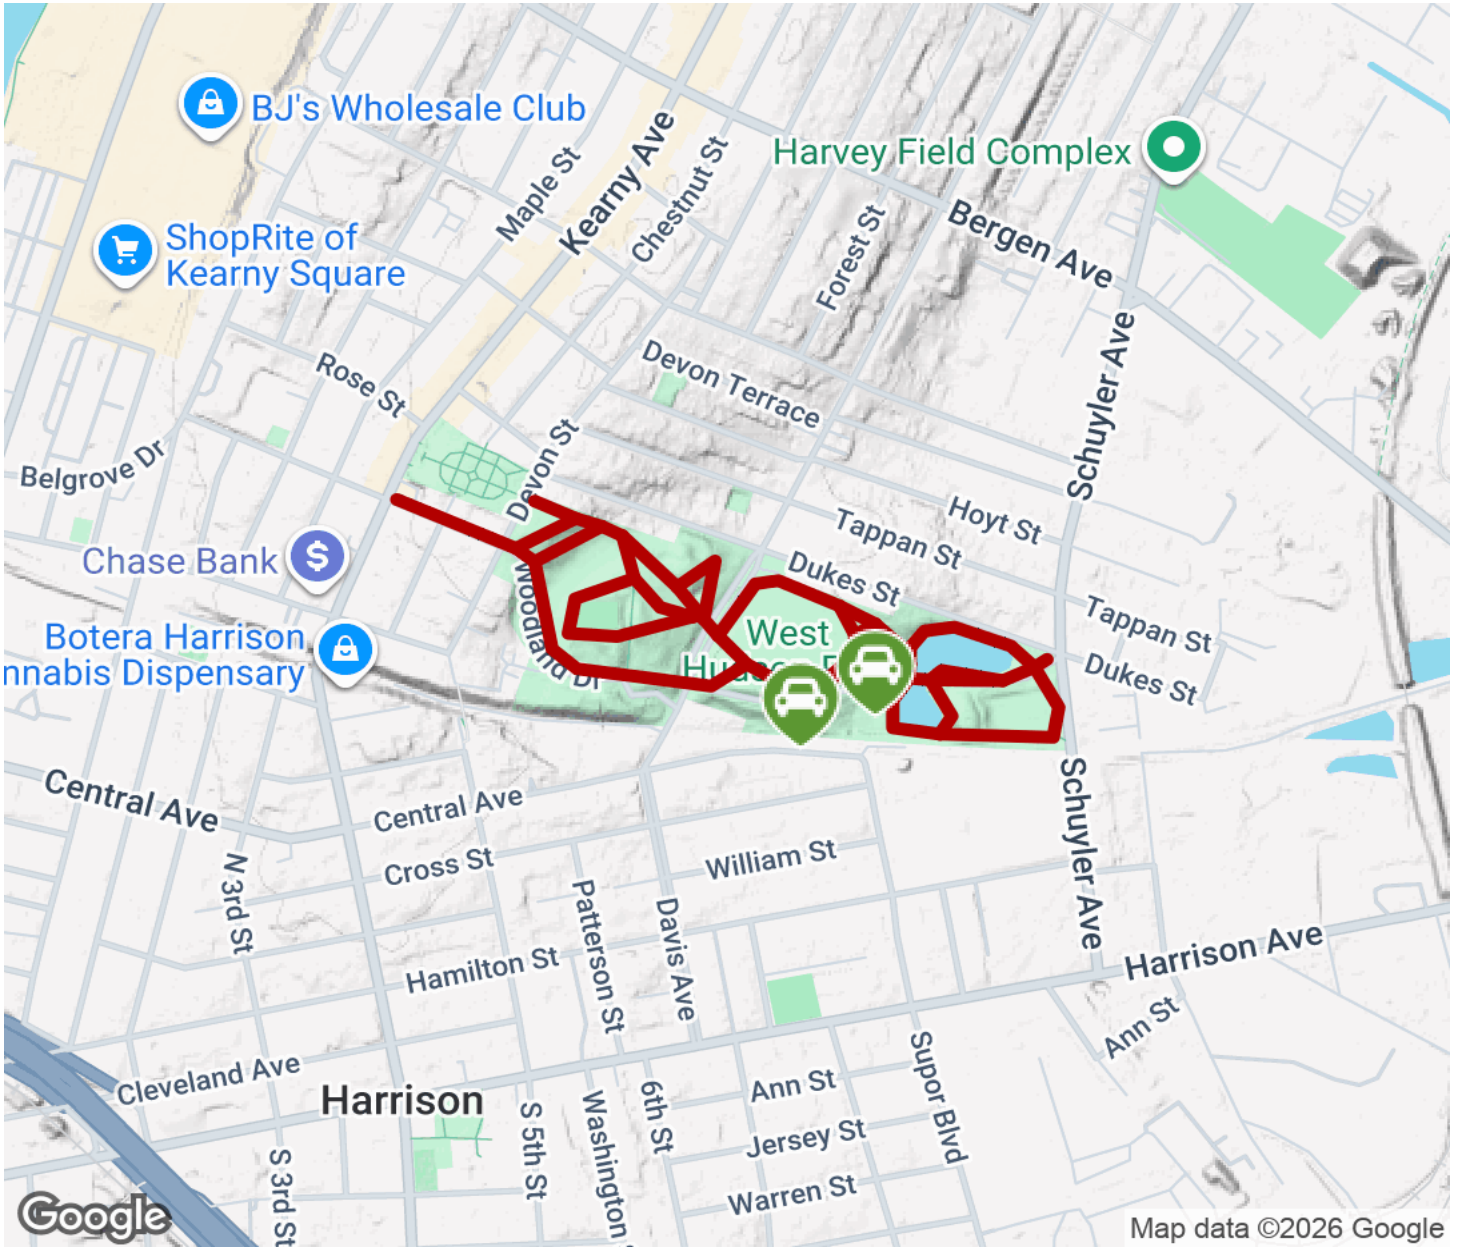 BJ's Wholesale Club
Harvey Field Complex
Maple St
Kearny Ave
Chestnut St
Forest St
Bergen Ave
ShopRite of
Kearny Square
Rose St
Devon Terrace
Schuyler Ave
Belgrove Dr
Devon St
Hoyt St
Tappan St
Chase Bank
Dukes St
Woodland Dr
Tappan St
West
Botera Harrison
nnabis Dispensary
Dukes St
Central Ave
Central Ave
Cross St
William St
Schuyler Ave
N 3rd St
Patterson St
Davis Ave
Hamilton St
Harrison Ave
Ann St
Cleveland Ave
Harrison
Ann St
Supor Blvd
6th St
S 5th St
Washington
Jersey St
S 3rd St
Warren St
Google
Map data ©2026 Google